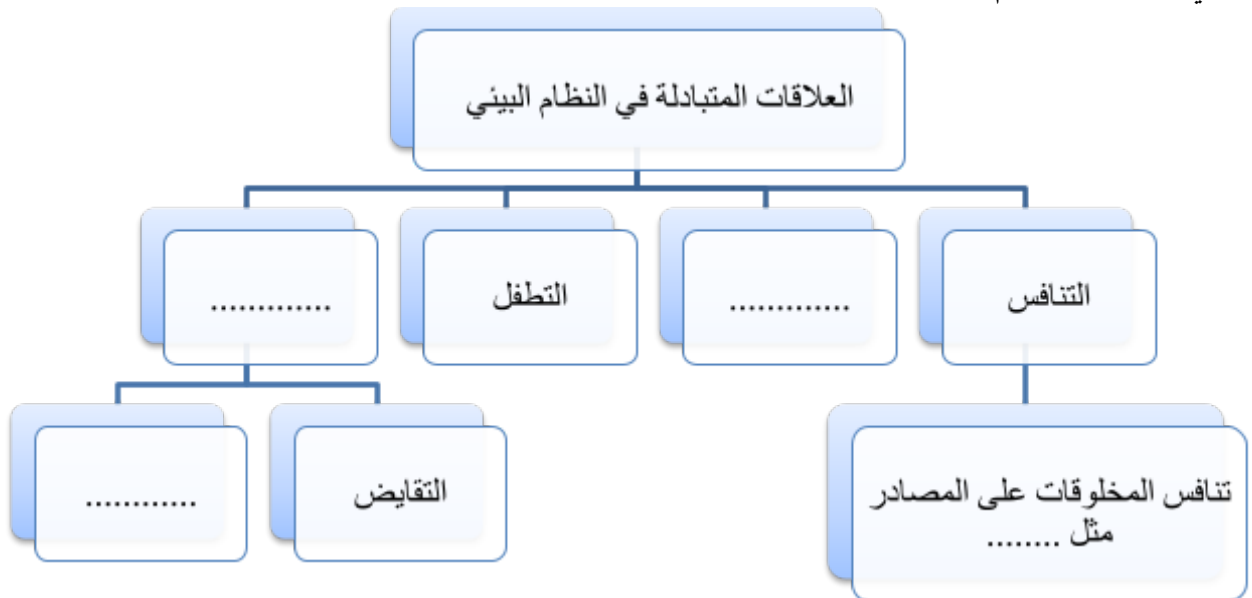 العلاقات المتبادلة في النظام البيئي
التنافس
.............
التطفل
.............
تنافس المخلوقات على المصادر
مثل ........
التقايض
............